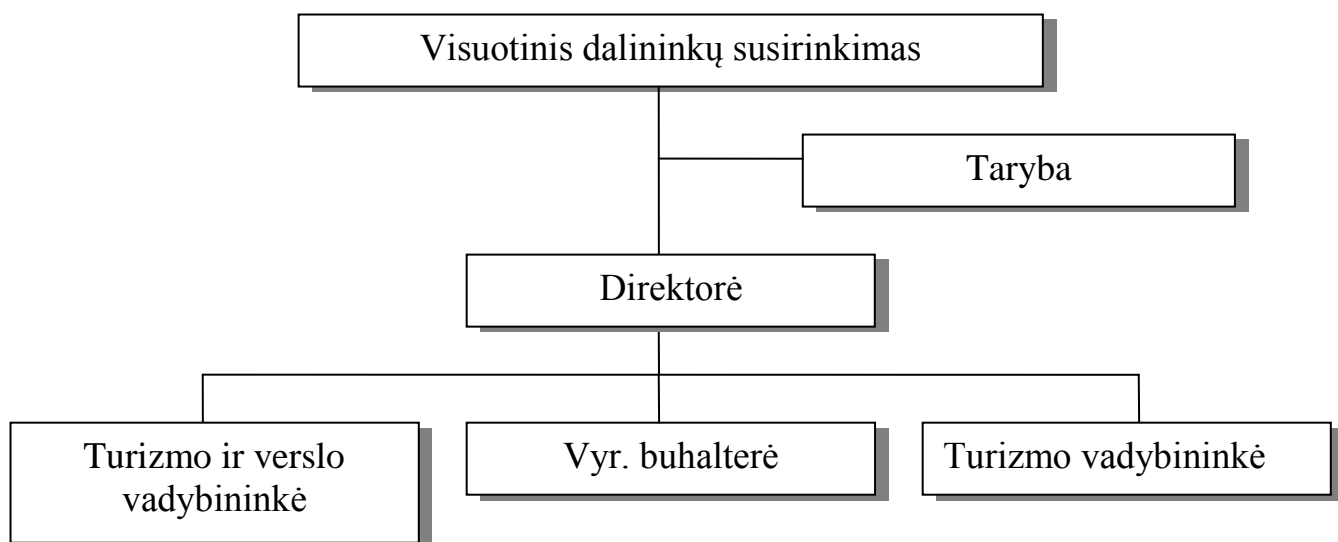 Visuotinis dalininkų susirinkimas
Taryba
Direktorė
Turizmo ir verslo
vadybininkė
Vyr. buhalterė
Turizmo vadybininkė